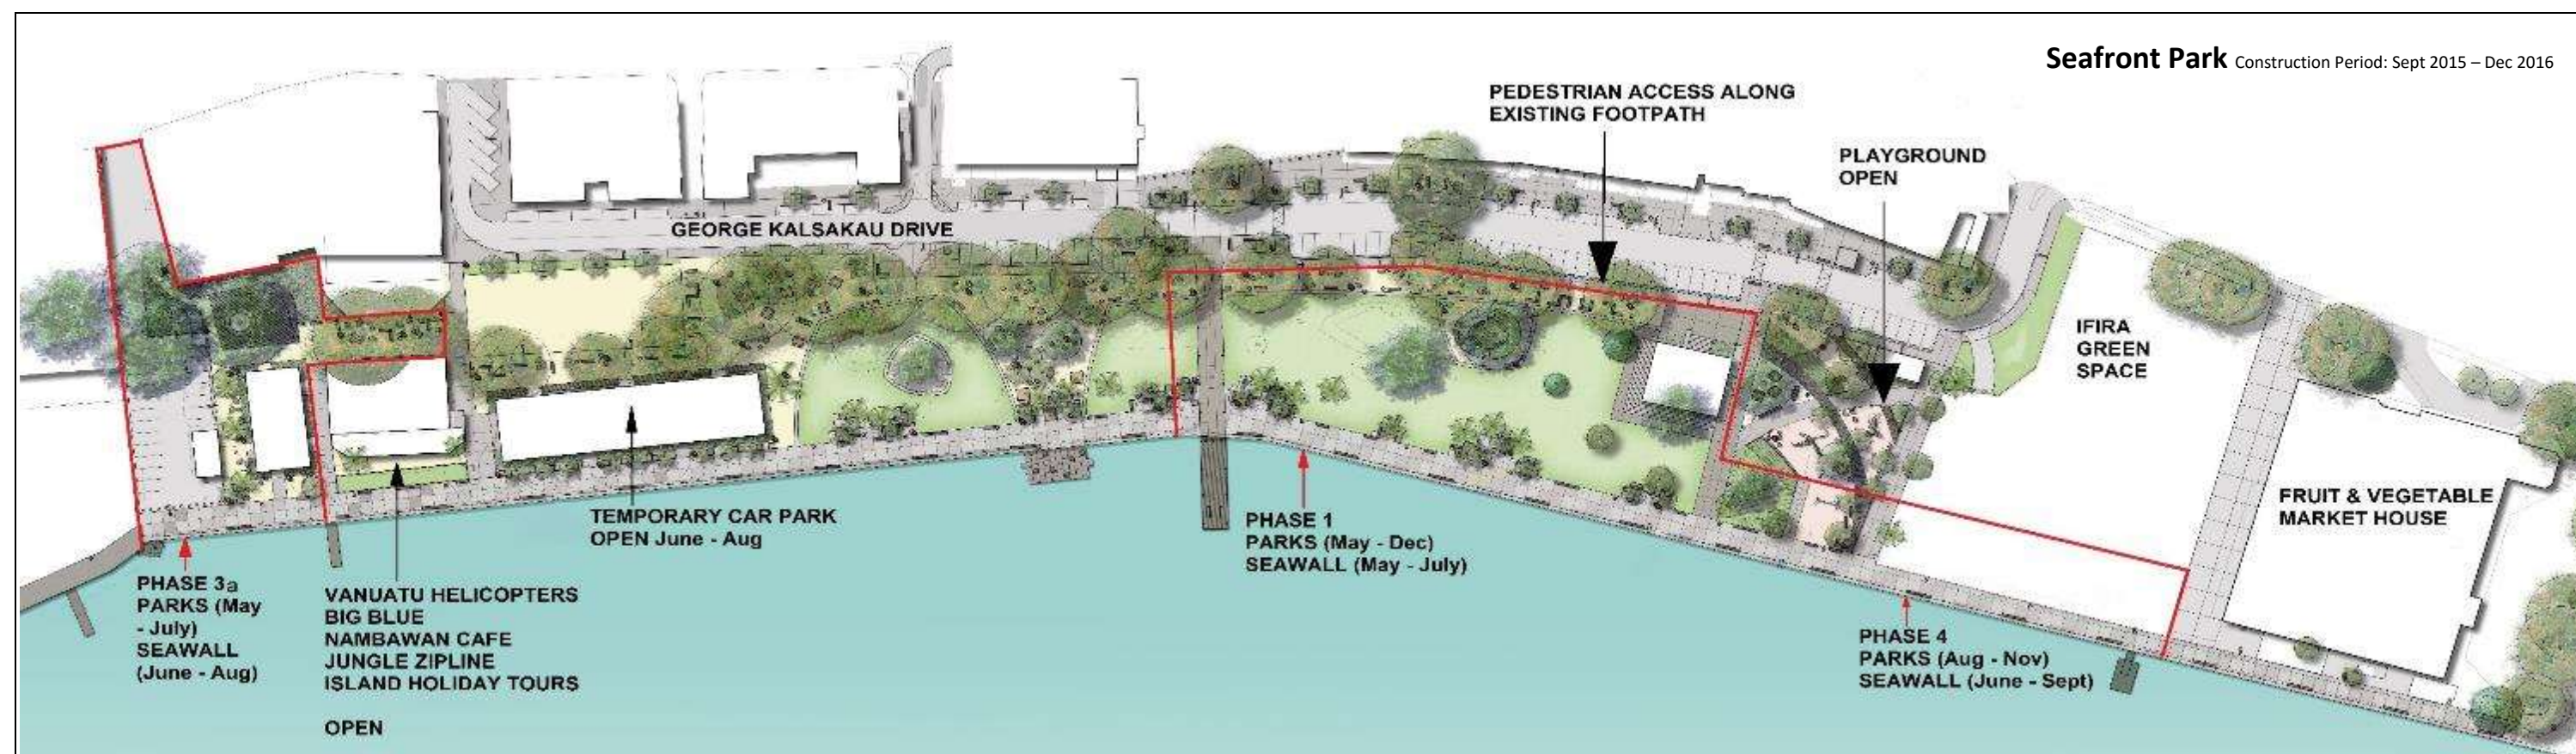 Seafront Park Construction Period: Sept 2015 – Dec 2016
PEDESTRIAN ACCESS ALONG
EXISTING FOOTPATH
PLAYGROUND
OPEN
GEORGE KALSAKAU DRIVE
IFIRA
GREEN
SPACE
FRUIT & VEGETABLE
MARKET HOUSE
TEMPORARY CAR PARK
OPEN June - Aug
PHASE 1
PARKS (May - Dec)
SEAWALL (May - July)
PHASE 3a
PARKS (May
- July)
SEAWALL
(June - Aug)
VANUATU HELICOPTERS
BIG BLUE
NAMBAWAN CAFE
JUNGLE ZIPLINE
ISLAND HOLIDAY TOURS
OPEN
PHASE 4
PARKS (Aug - Nov)
SEAWALL (June - Sept)